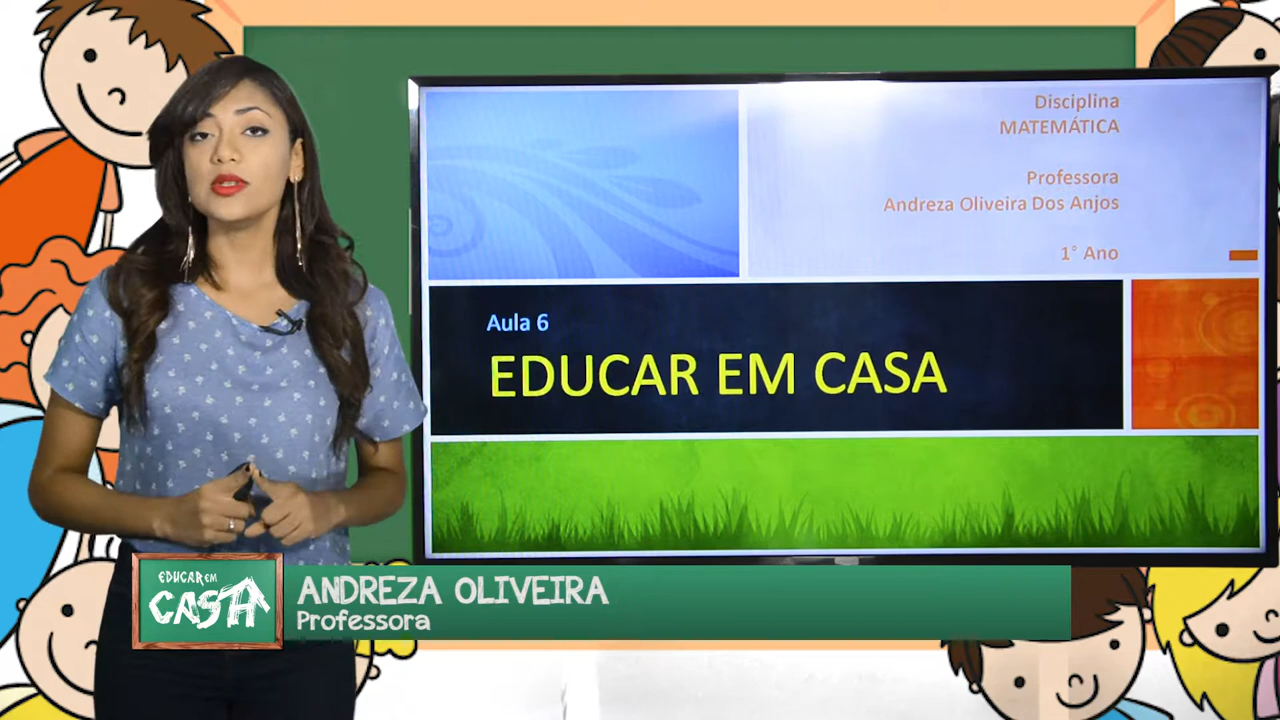 Disciplina
MATEMÁTICA
Professora
Andreza Oliveira Dos Anjos
1° Ano
Aula 6
EDUCAR EM CASA
EDUCAR EM
CASA
ANDREZA OLIVEIRA
Professora